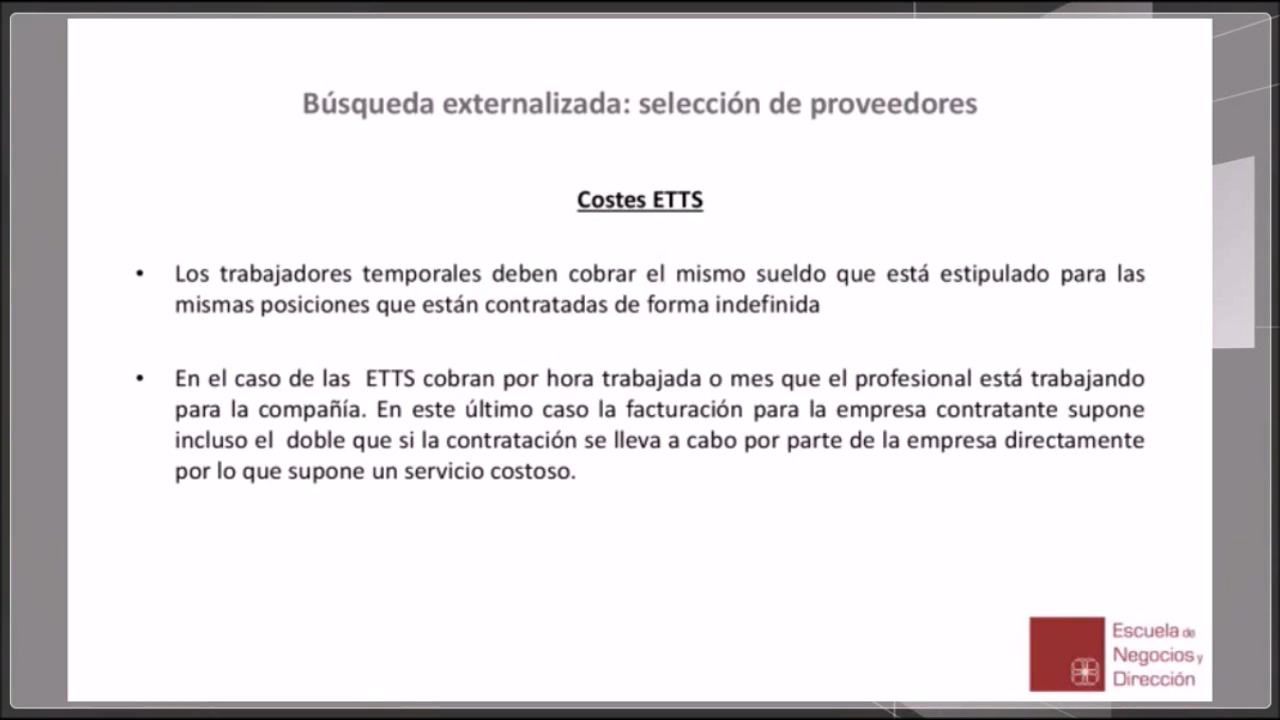 Búsqueda externalizada: selección de proveedores
Costes ETTS
• Los trabajadores temporales deben cobrar el mismo sueldo que está estipulado para las
mismas posiciones que están contratadas de forma indefinida
• En el caso de las ETTS cobran por hora trabajada o mes que el profesional está trabajando
para la compañía. En este último caso la facturación para la empresa contratante supone
incluso el doble que si la contratación se lleva a cabo por parte de la empresa directamente
por lo que supone un servicio costoso.
Escuela de
Negocios y
Dirección